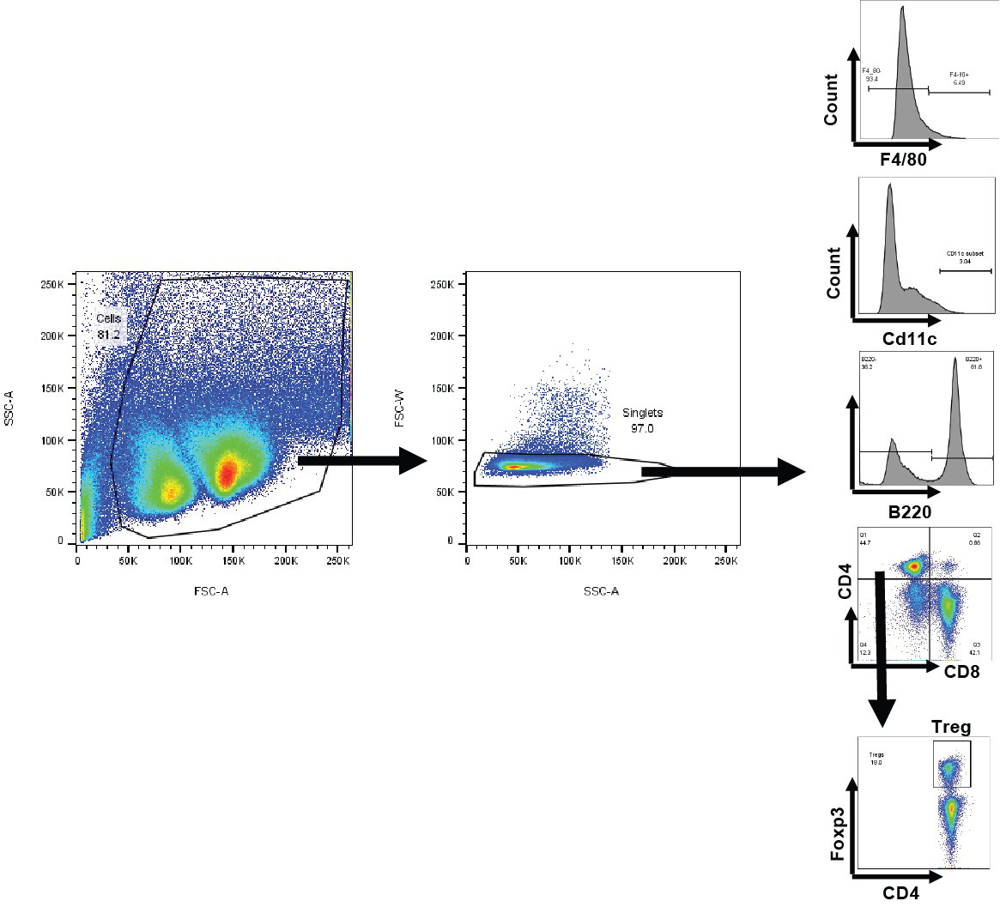 F4_80-
93.4
F4-80+
6.49
Count
F4/80
CD11c subset
3.04
Count
Cd11c
B220-
38.2
B220+
61.8
B220
250K
200K
150K
100K
50K
0
SSC-A
Cells
81.2
0
50K
100K
150K
200K
250K
FSC-A
250K
200K
150K
100K
50K
0
FSC-W
Singlets
97.0
0
50K
100K
150K
200K
250K
SSC-A
Q1
44.7
Q2
0.86
CD4
Q4
12.3
Q3
42.1
CD8
Treg
Tregs
18.0
Foxp3
CD4